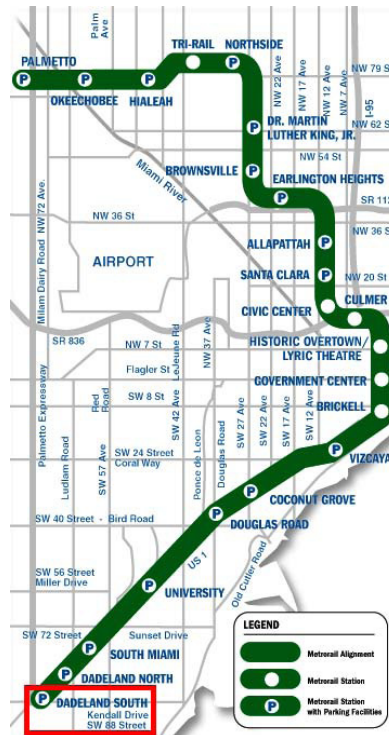 Palm
Ave
TRI-RAIL
NORTHSIDE
PALMETTO
P
P
P
P
OKEECHOBEE
HIALEAH
NW 22 Ave
NW 17 Ave
NW 12 Ave
NW 7 Ave
I-95
NW 79 S
P
DR. MARTIN
LUTHER KING, JR.
NW 62
NW 54 St
BROWNSVILLE
P
EARLINGTON HEIGHTS
P
SR 112
Miami River
NW 72 Ave.
NW 36 St
NW 36 S
ALLAPATTAH
P
AIRPORT
SANTA CLARA
P
NW 20 St
Milam Dairy Road
CIVIC CENTER
CULMER
SR 836
NW 7 St
LeJeune Rd
NW 37 Ave
HISTORIC OVERTOWN/
LYRIC THEATRE
Flagler St
GOVERNMENT CENTER
SW 8 St
BRICKELL
Palmetto Expressway
Ludlam Road
Red
Road
SW 57 Ave
SW 42 Ave
Ponce de Leon
Douglas Road
SW 27 Ave
SW 22 Ave
SW 17 Ave
SW 12 Ave
SW 24 Street
Coral Way
P
VIZCAYA
P
COCONUT GROVE
SW 40 Street - Bird Road
P
DOUGLAS ROAD
US 1
Old Cutler Road
SW 56 Street
Miller Drive
P
UNIVERSITY
SW 72 Street
Sunset Drive
P
SOUTH MIAMI
P
DADELAND NORTH
P
DADELAND SOUTH
Kendall Drive
SW 88 Street
LEGEND
Metrorail Alignment
Metrorail Station
P
Metrorail Station
with Parking Facilities